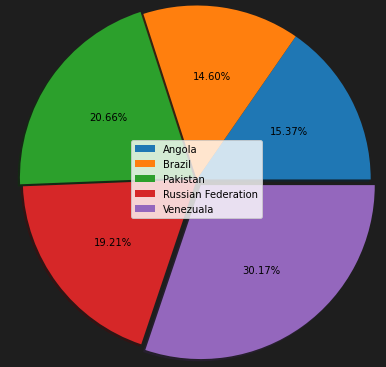 14.60%
20.66%
15.37%
Angola
Brazil
Pakistan
Russian Federation
Venezuala
19.21%
30.17%